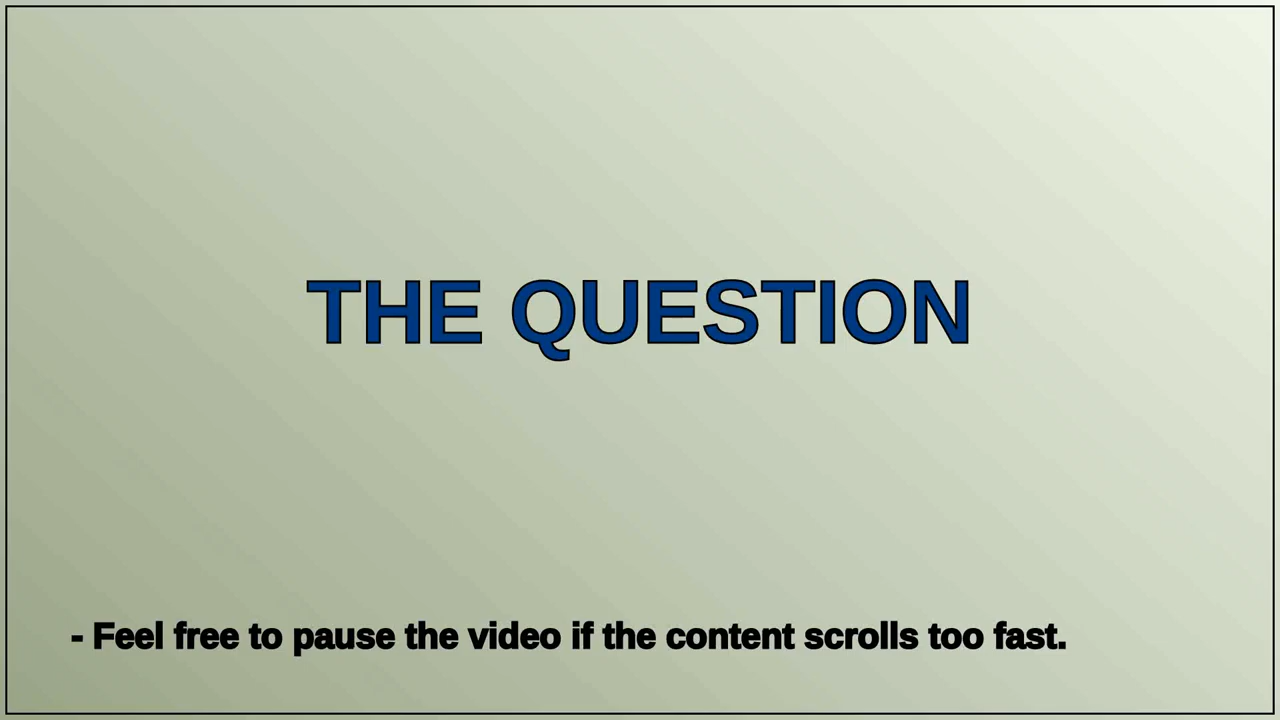 THE QUESTION
- Feel free to pause the video if the content scrolls too fast.